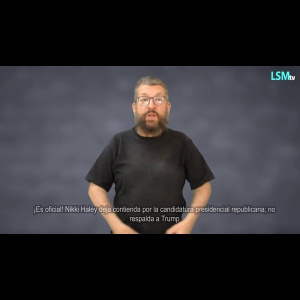 LSMtv
¡Es oficial! Nikki Haley deja contienda por la candidatura presidencial republicana; no
respalda a Trump